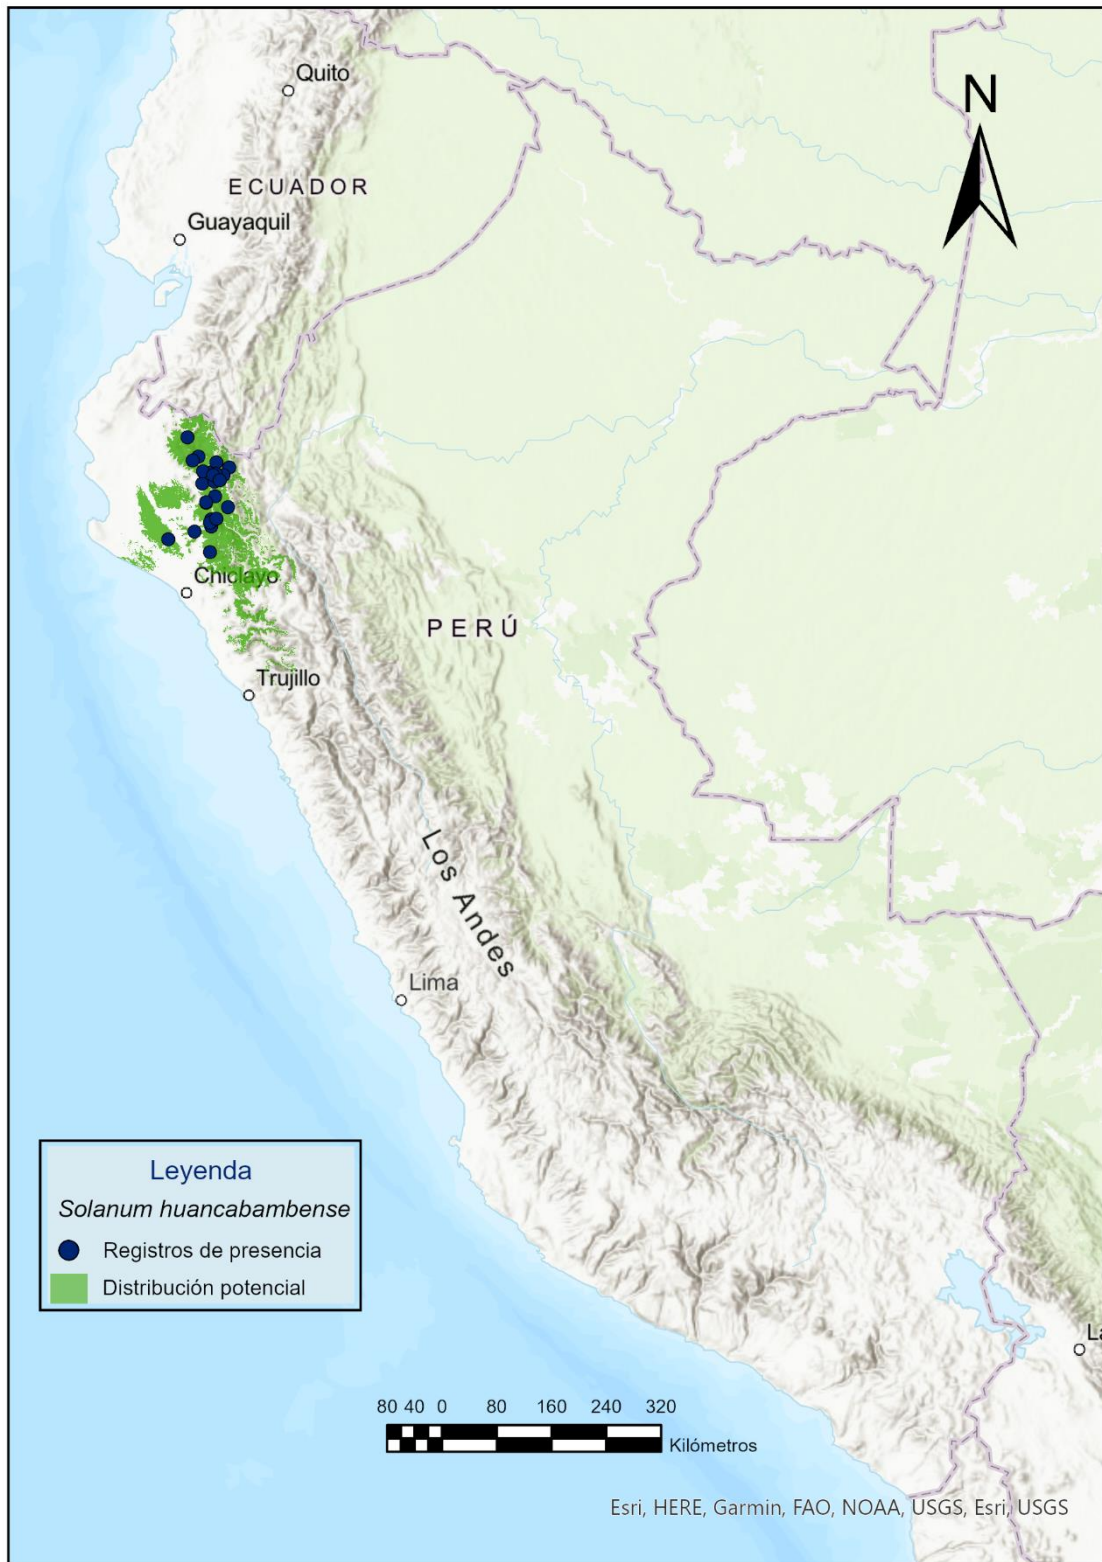 Quito
N
ECUADOR
Guayaquil
Chiclayo
PERÚ
Trujillo
Los Andes
Lima
Leyenda
Solanum huancabambense
Registros de presencia
Distribución potencial
La
80 40 0 80 160 240 320
Kilómetros
Esri, HERE, Garmin, FAO, NOAA, USGS, Esri, USGS